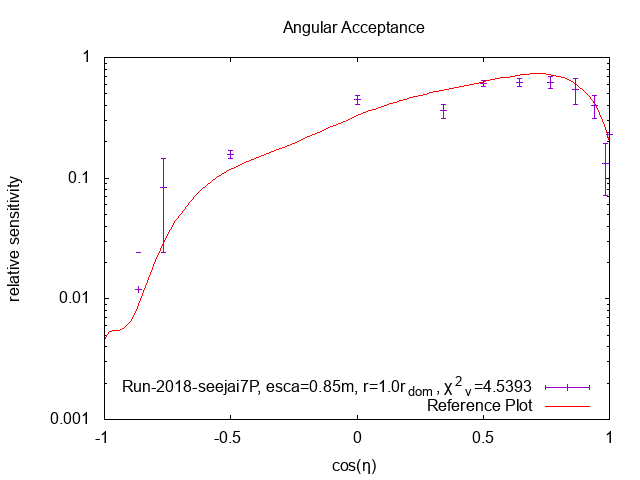 Angular Acceptance
1
0.1
0.01
0.001
relative sensitivity
Run-2018-seejai7P, esca=0.85m, r=1.0r_dom, χ²_v=4.5393
Reference Plot
-1 -0.5 0 0.5 1
cos(η)